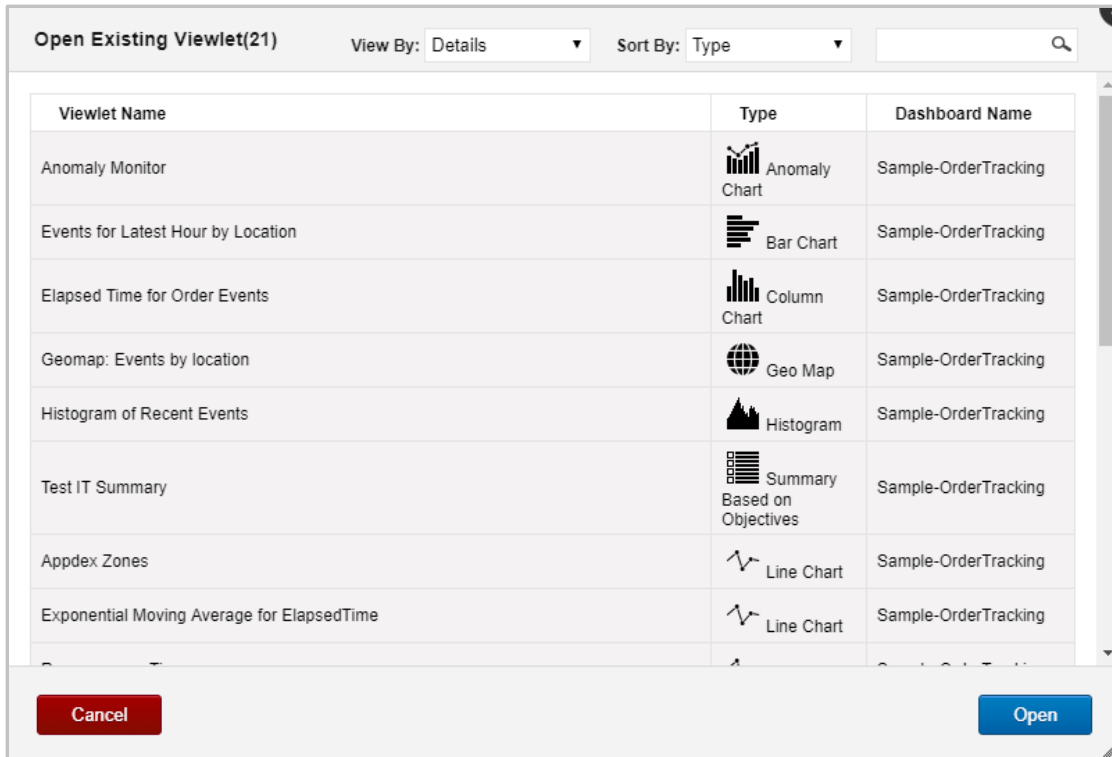 Open Existing Viewlet(21) View By: Details Sort By: Type
Viewlet Name Type Dashboard Name
Anomaly Monitor Anomaly Chart Sample-OrderTracking
Events for Latest Hour by Location Bar Chart Sample-OrderTracking
Elapsed Time for Order Events Column Chart Sample-OrderTracking
Geomap: Events by location Geo Map Sample-OrderTracking
Histogram of Recent Events Histogram Sample-OrderTracking
Test IT Summary Summary Based on Objectives Sample-OrderTracking
Appdex Zones Line Chart Sample-OrderTracking
Exponential Moving Average for ElapsedTime Line Chart Sample-OrderTracking
Cancel Open